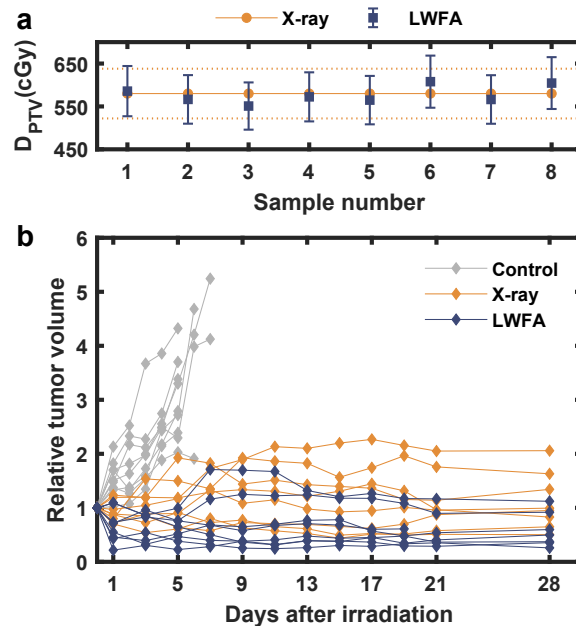 a
X-ray LWFA
D_PTV(cGy)
650
550
450
1 2 3 4 5 6 7 8
Sample number
b
Relative tumor volume
6
5
4
3
2
1
0
Control
X-ray
LWFA
1 5 9 13 17 21 28
Days after irradiation